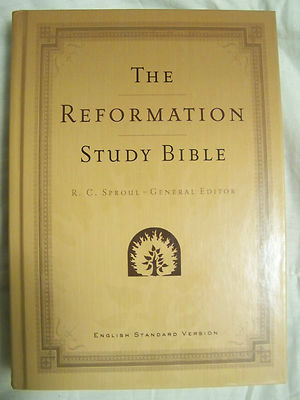 THE
REFORMATION
STUDY BIBLE
R. C. SPROUL – GENERAL EDITOR
ENGLISH STANDARD VERSION